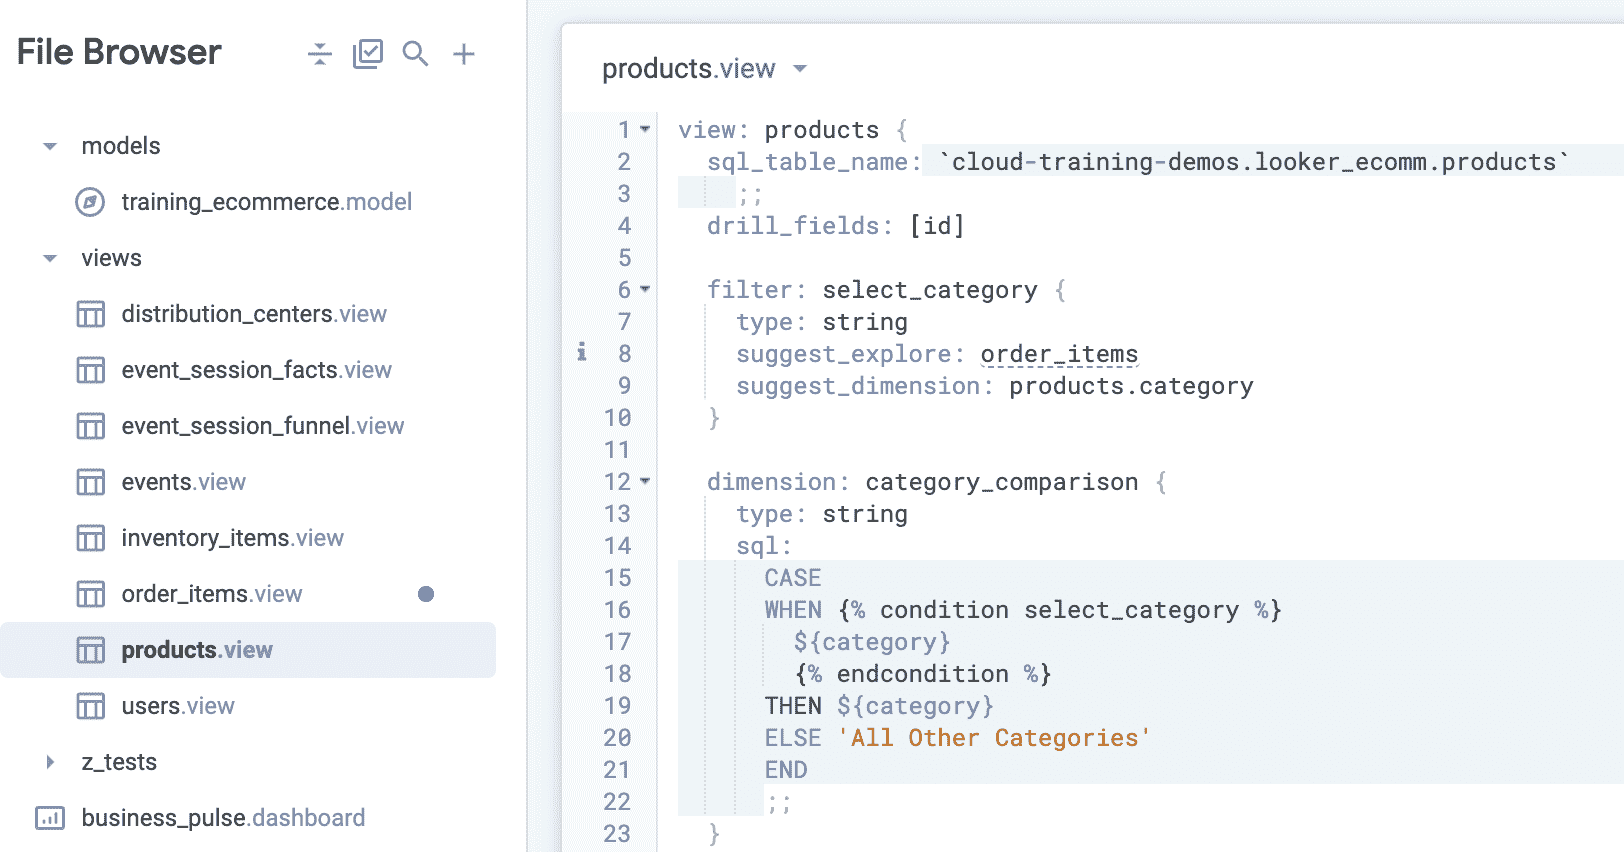 File Browser
models
training_ecommerce.model
views
distribution_centers.view
event_session_facts.view
event_session_funnel.view
events.view
inventory_items.view
order_items.view
products.view
users.view
z_tests
business_pulse.dashboard
products.view
1 view: products {
2 sql_table_name: `cloud-training-demos.looker_ecomm.products`
3 ;;
4 drill_fields: [id]
5
6 filter: select_category {
7 type: string
i 8 suggest_explore: order_items
9 suggest_dimension: products.category
10 }
11
12 dimension: category_comparison {
13 type: string
14 sql:
15 CASE
16 WHEN {% condition select_category %}
17 ${category}
18 {% endcondition %}
19 THEN ${category}
20 ELSE 'All Other Categories'
21 END
22 ;;
23 }